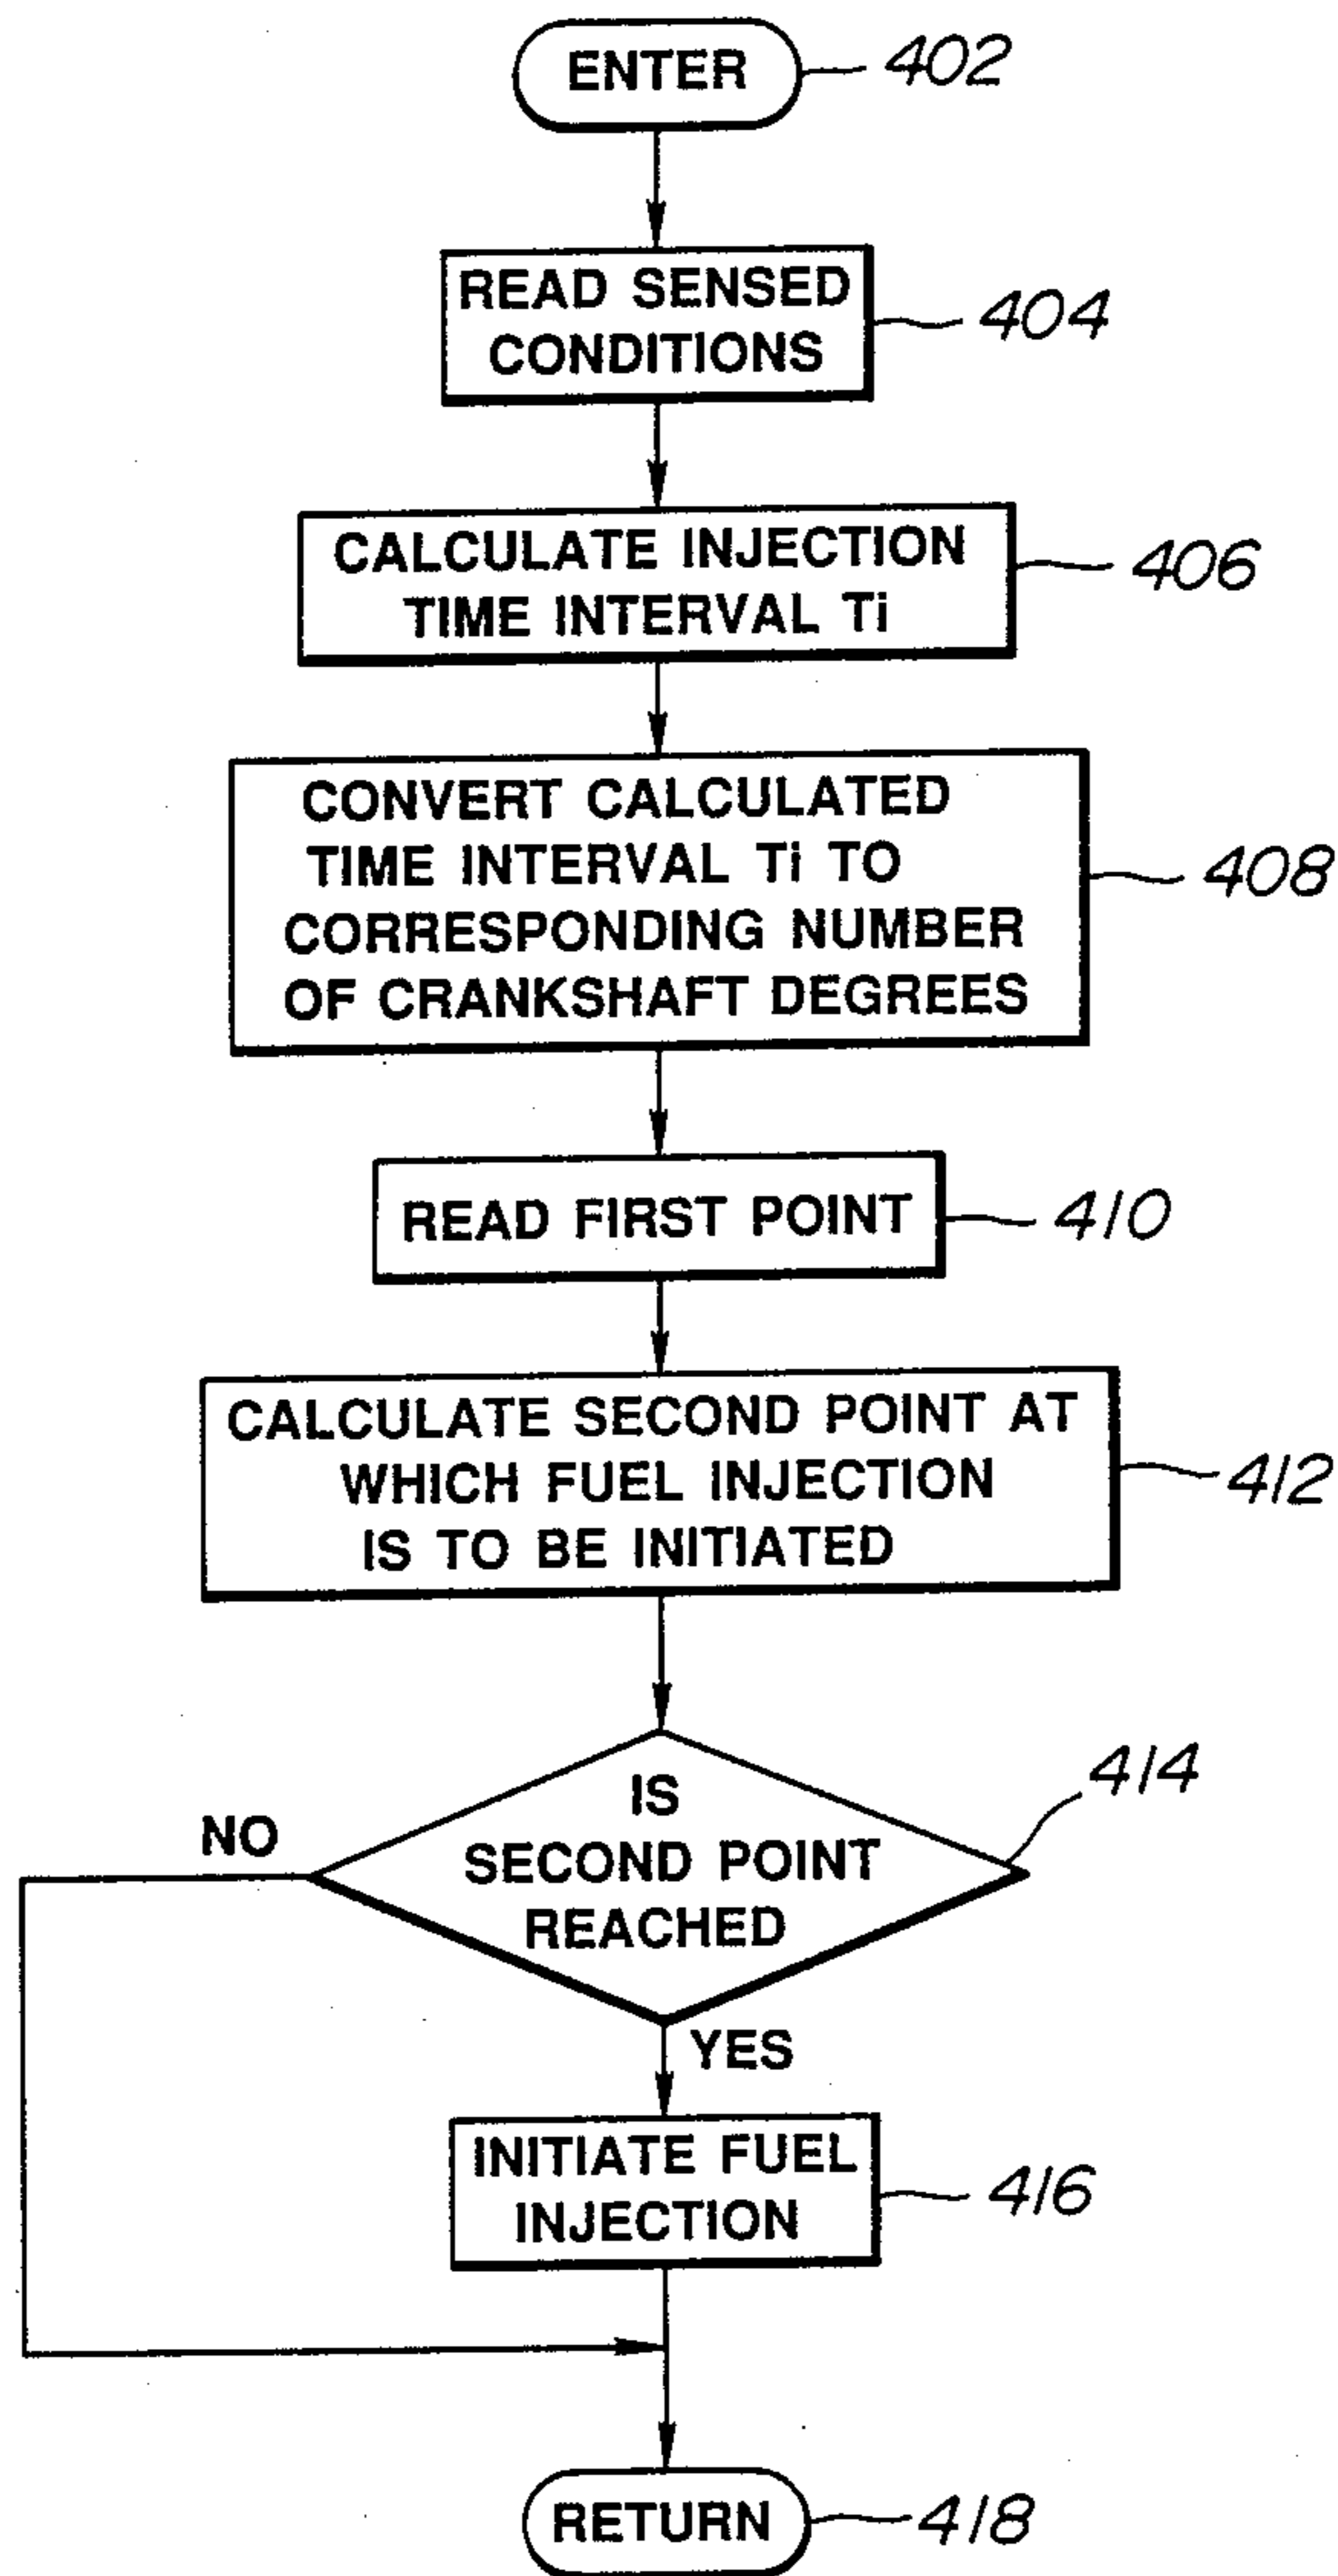 ENTER
402
READ SENSED
CONDITIONS
404
CALCULATE INJECTION
TIME INTERVAL Ti
406
CONVERT CALCULATED
TIME INTERVAL Ti TO
CORRESPONDING NUMBER
OF CRANKSHAFT DEGREES
408
READ FIRST POINT
410
CALCULATE SECOND POINT AT
WHICH FUEL INJECTION
IS TO BE INITIATED
412
IS
SECOND POINT
REACHED
414
NO
YES
INITIATE FUEL
INJECTION
416
RETURN
418